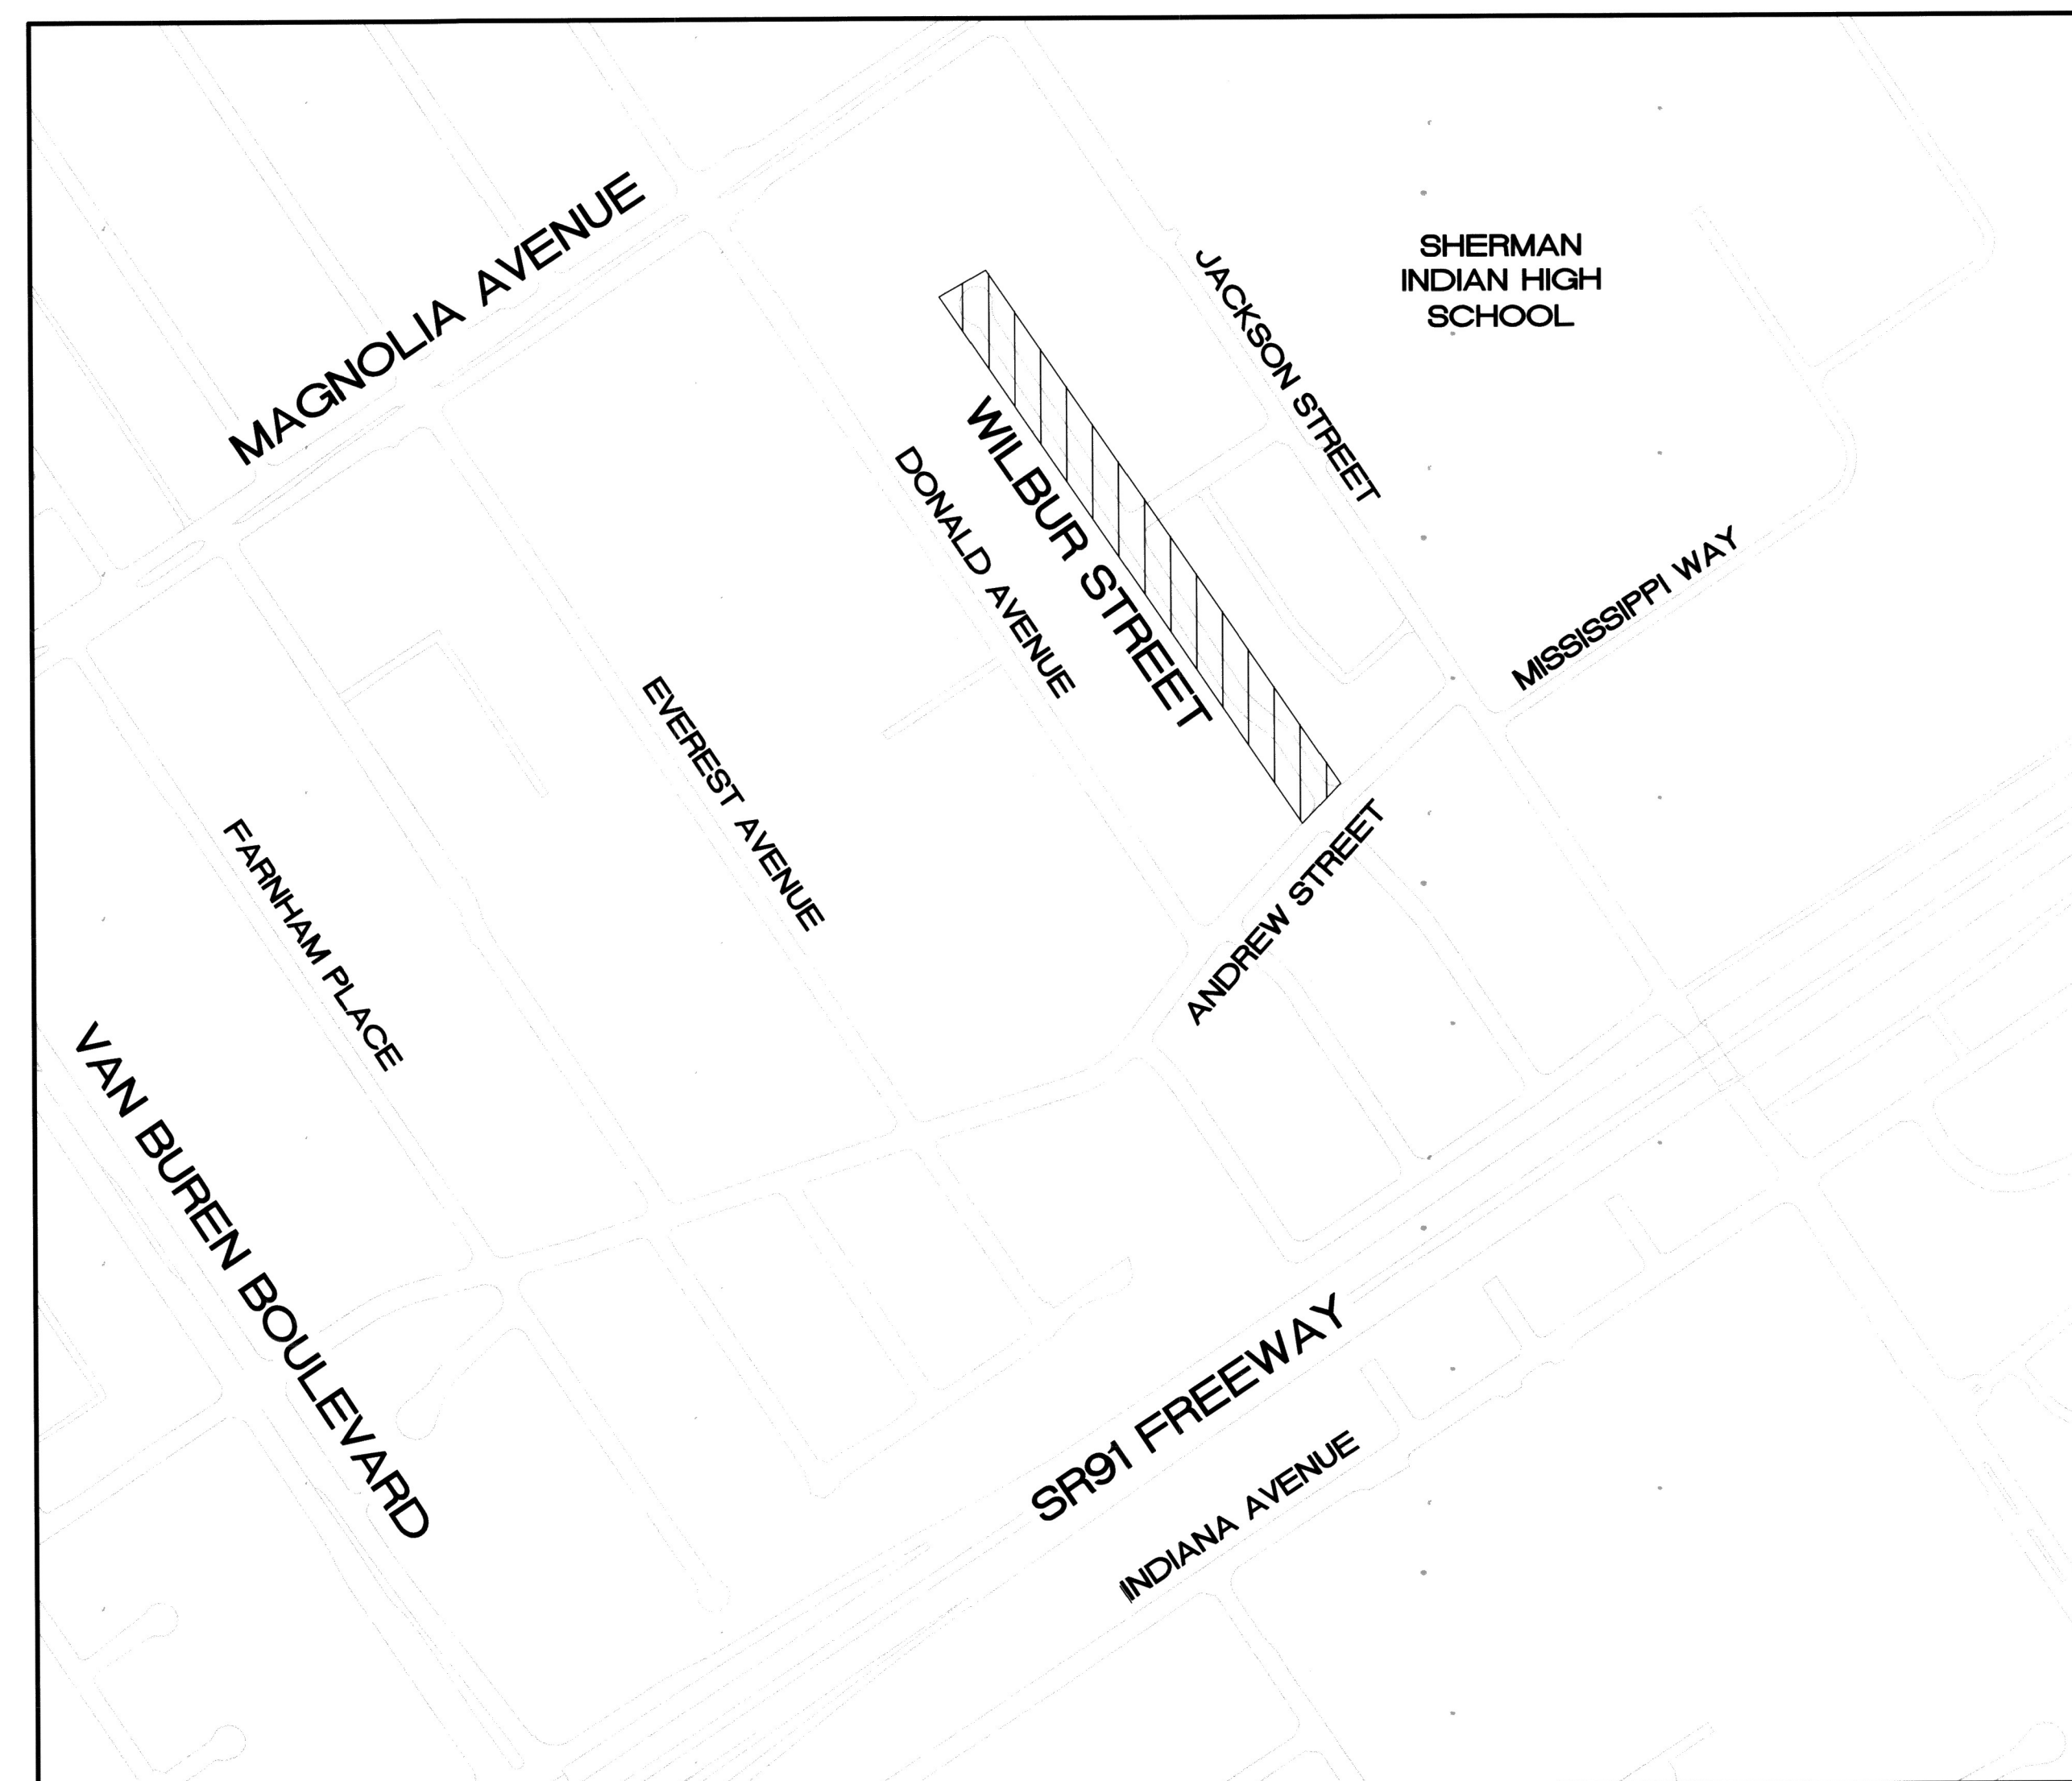 MAGNOLIA AVENUE
SHERMAN
INDIAN HIGH
SCHOOL
JACKSON STREET
WILBUR STREET
DONALD AVENUE
MISSISSIPPI WAY
EVEREST AVENUE
FARNHAM PLACE
ANDREW STREET
VAN BUREN BOULEVARD
SR91 FREEWAY
INDIANA AVENUE